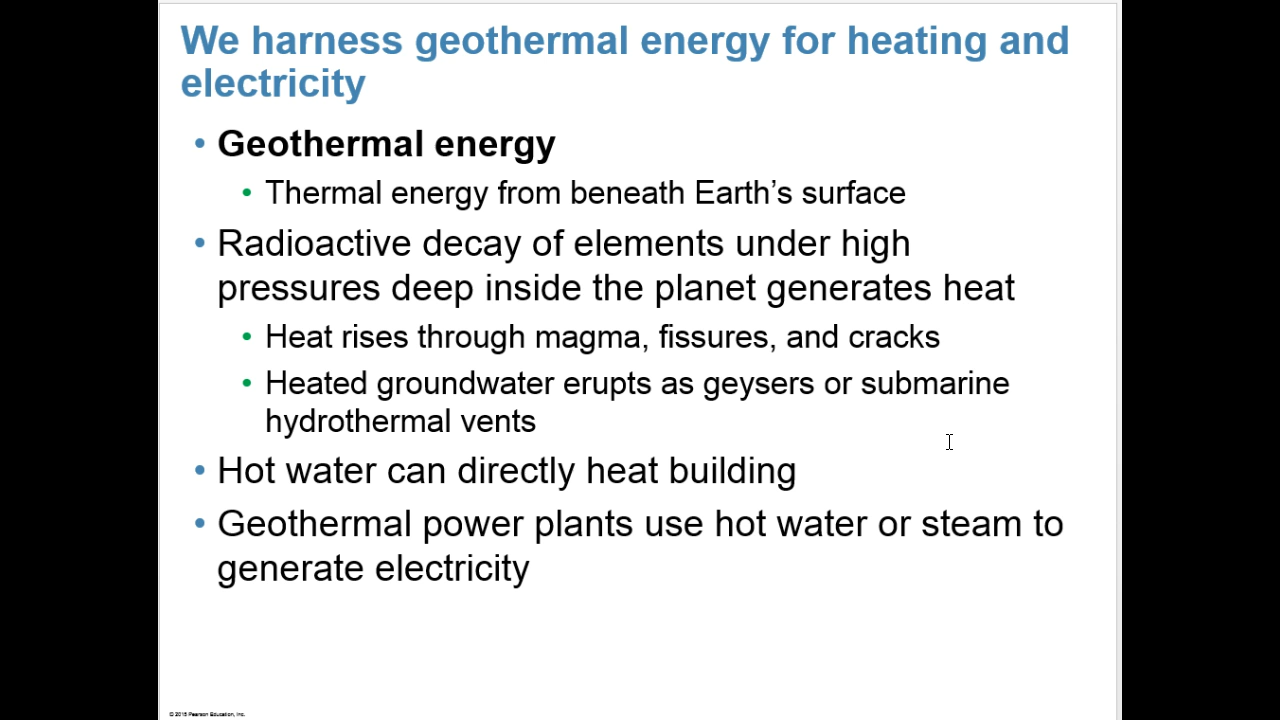 We harness geothermal energy for heating and
electricity
• Geothermal energy
• Thermal energy from beneath Earth’s surface
• Radioactive decay of elements under high
pressures deep inside the planet generates heat
• Heat rises through magma, fissures, and cracks
• Heated groundwater erupts as geysers or submarine
hydrothermal vents
• Hot water can directly heat building
• Geothermal power plants use hot water or steam to
generate electricity
© 2015 Pearson Education, Inc.